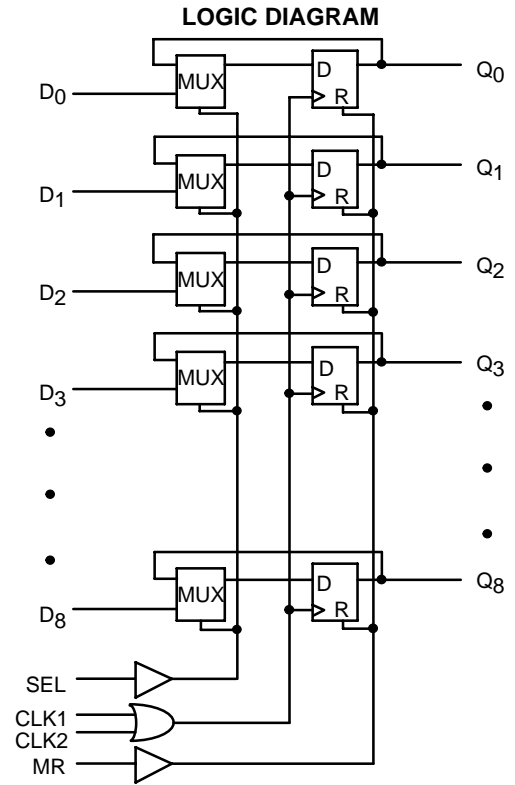 LOGIC DIAGRAM
MUX D R Q0
D0
MUX D R Q1
D1
MUX D R Q2
D2
MUX D R Q3
D3
MUX D R Q8
D8
SEL
CLK1
CLK2
MR